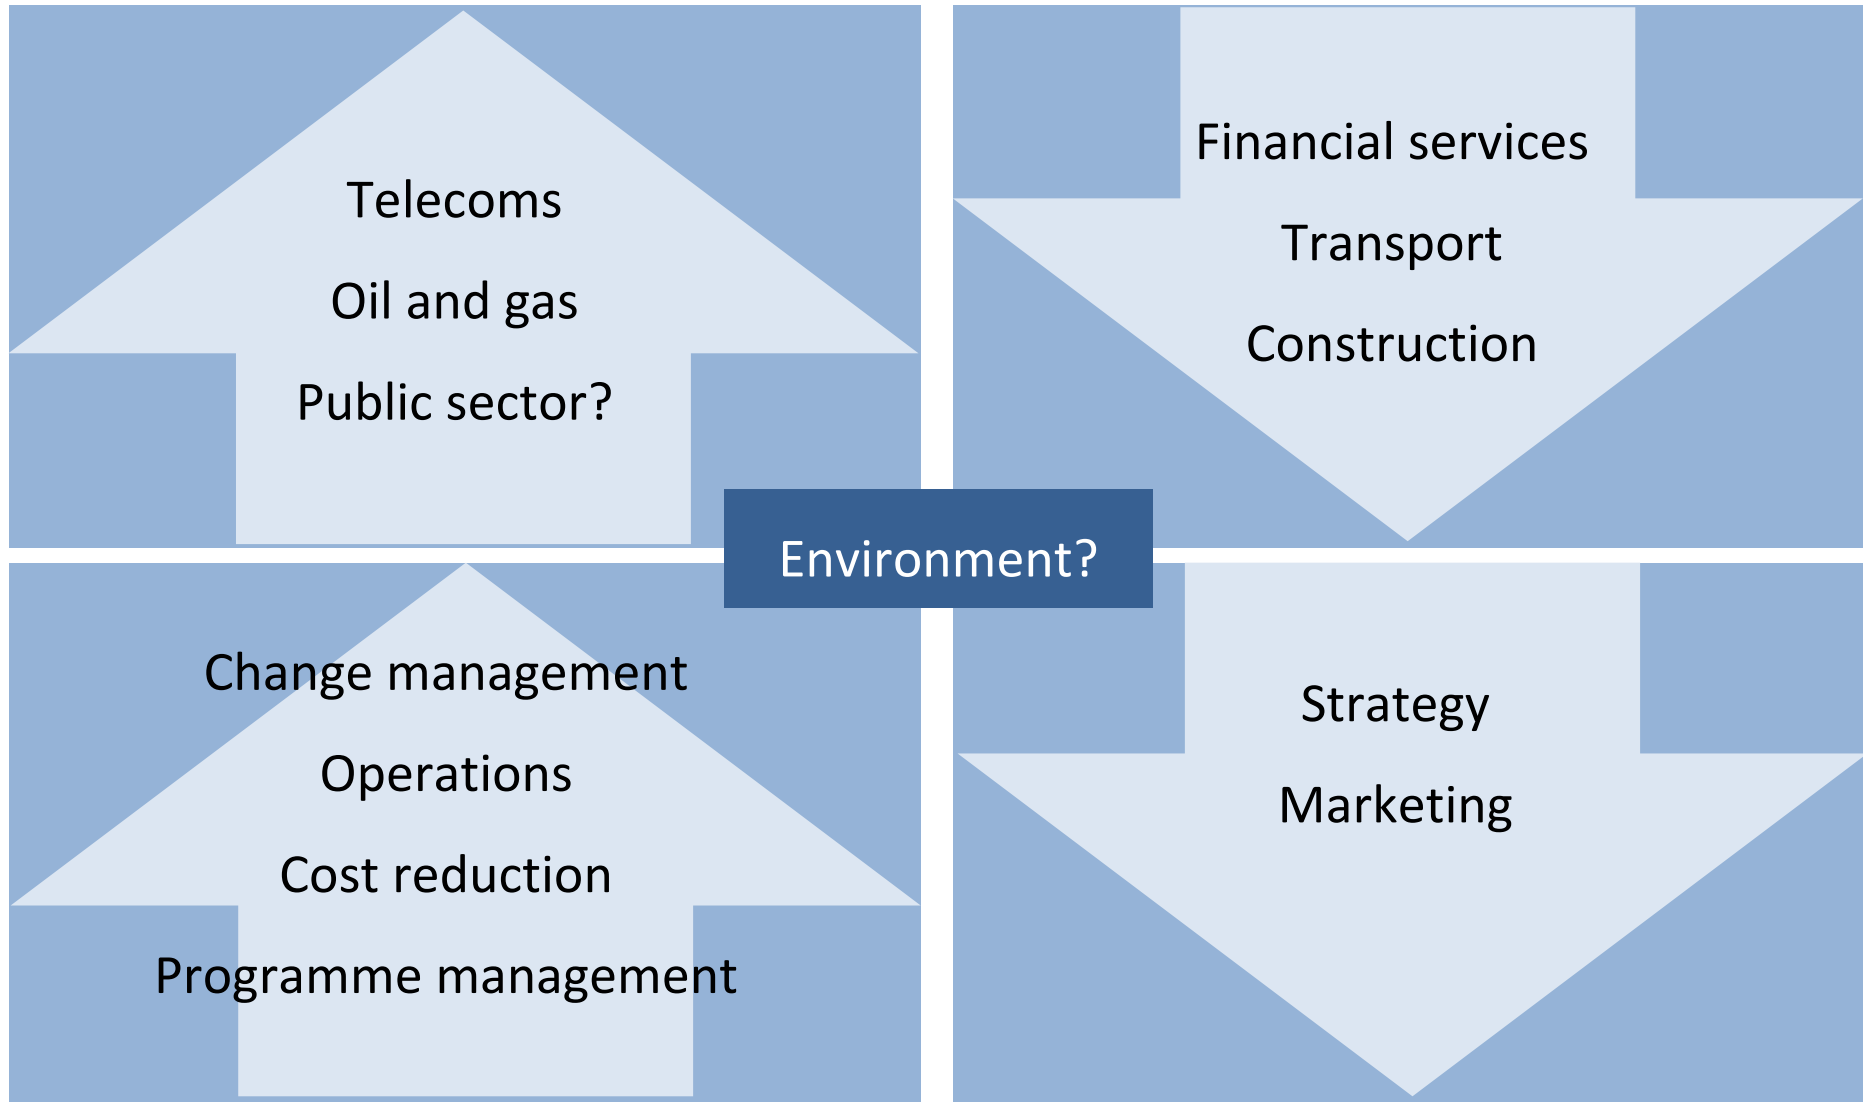 Telecoms
Oil and gas
Public sector?
Financial services
Transport
Construction
Environment?
Change management
Operations
Cost reduction
Programme management
Strategy
Marketing